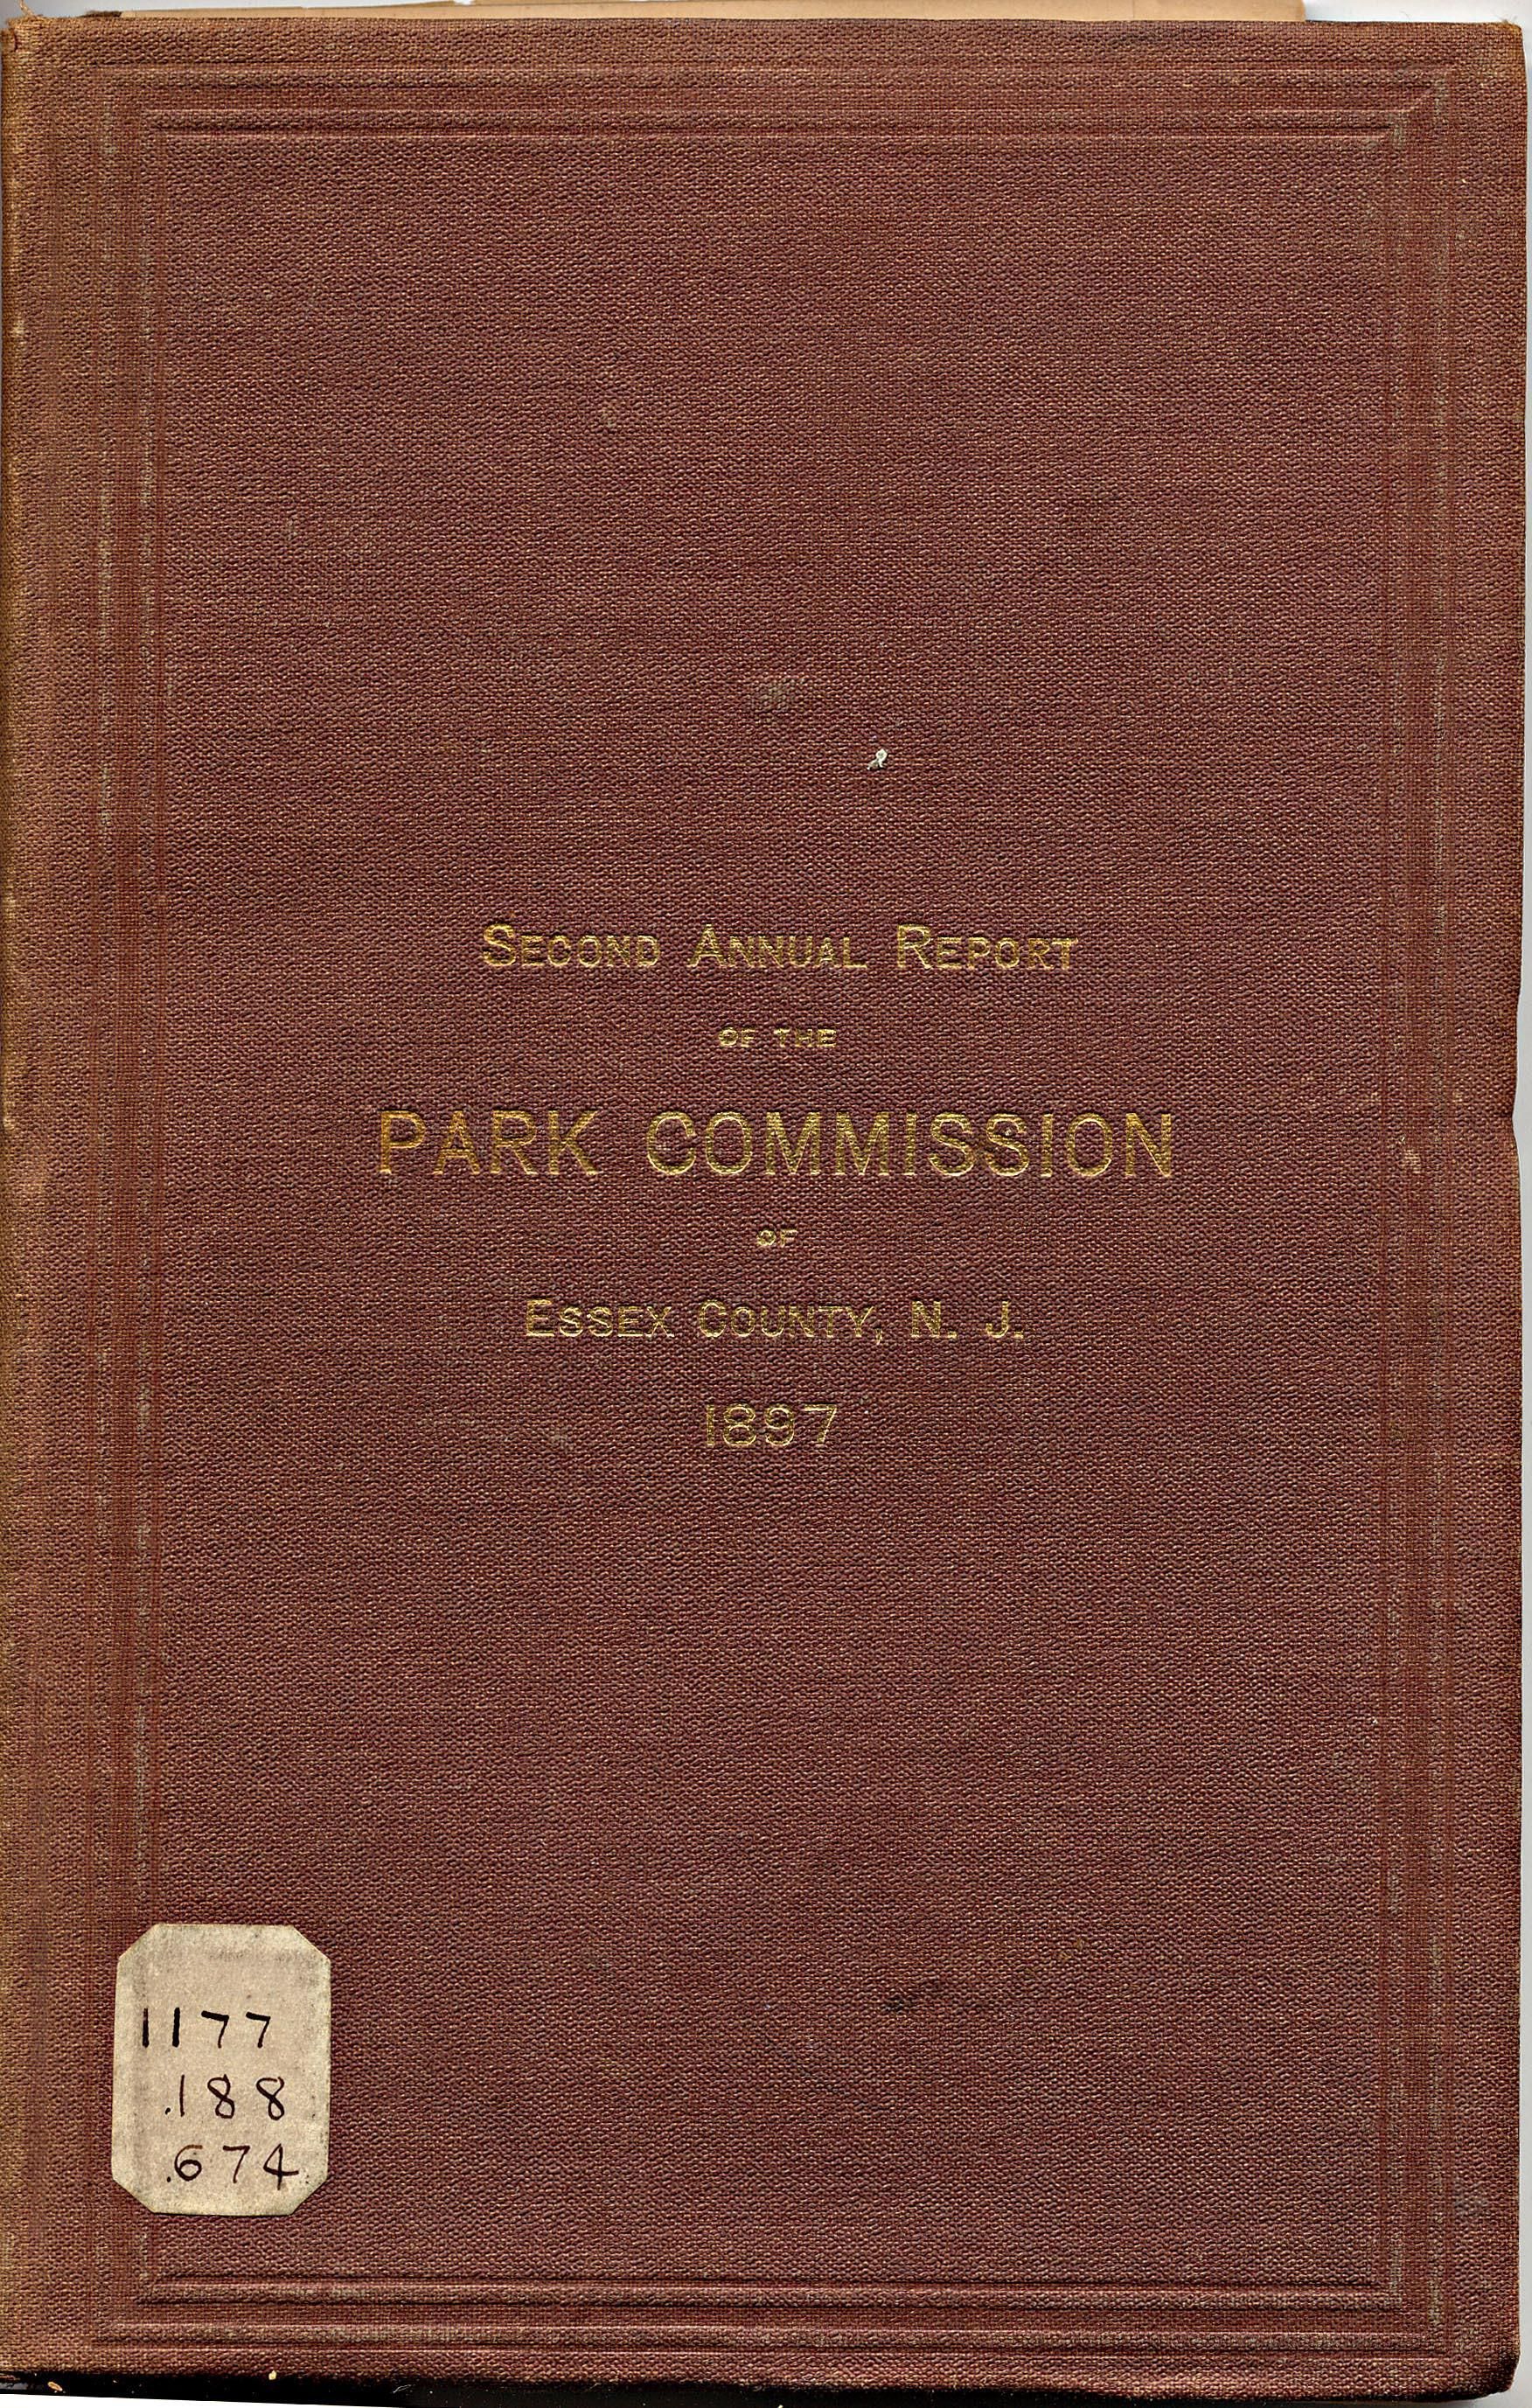 SECOND ANNUAL REPORT
OF THE
PARK COMMISSION
OF
ESSEX COUNTY, N. J.
1897
1177
.188
.674